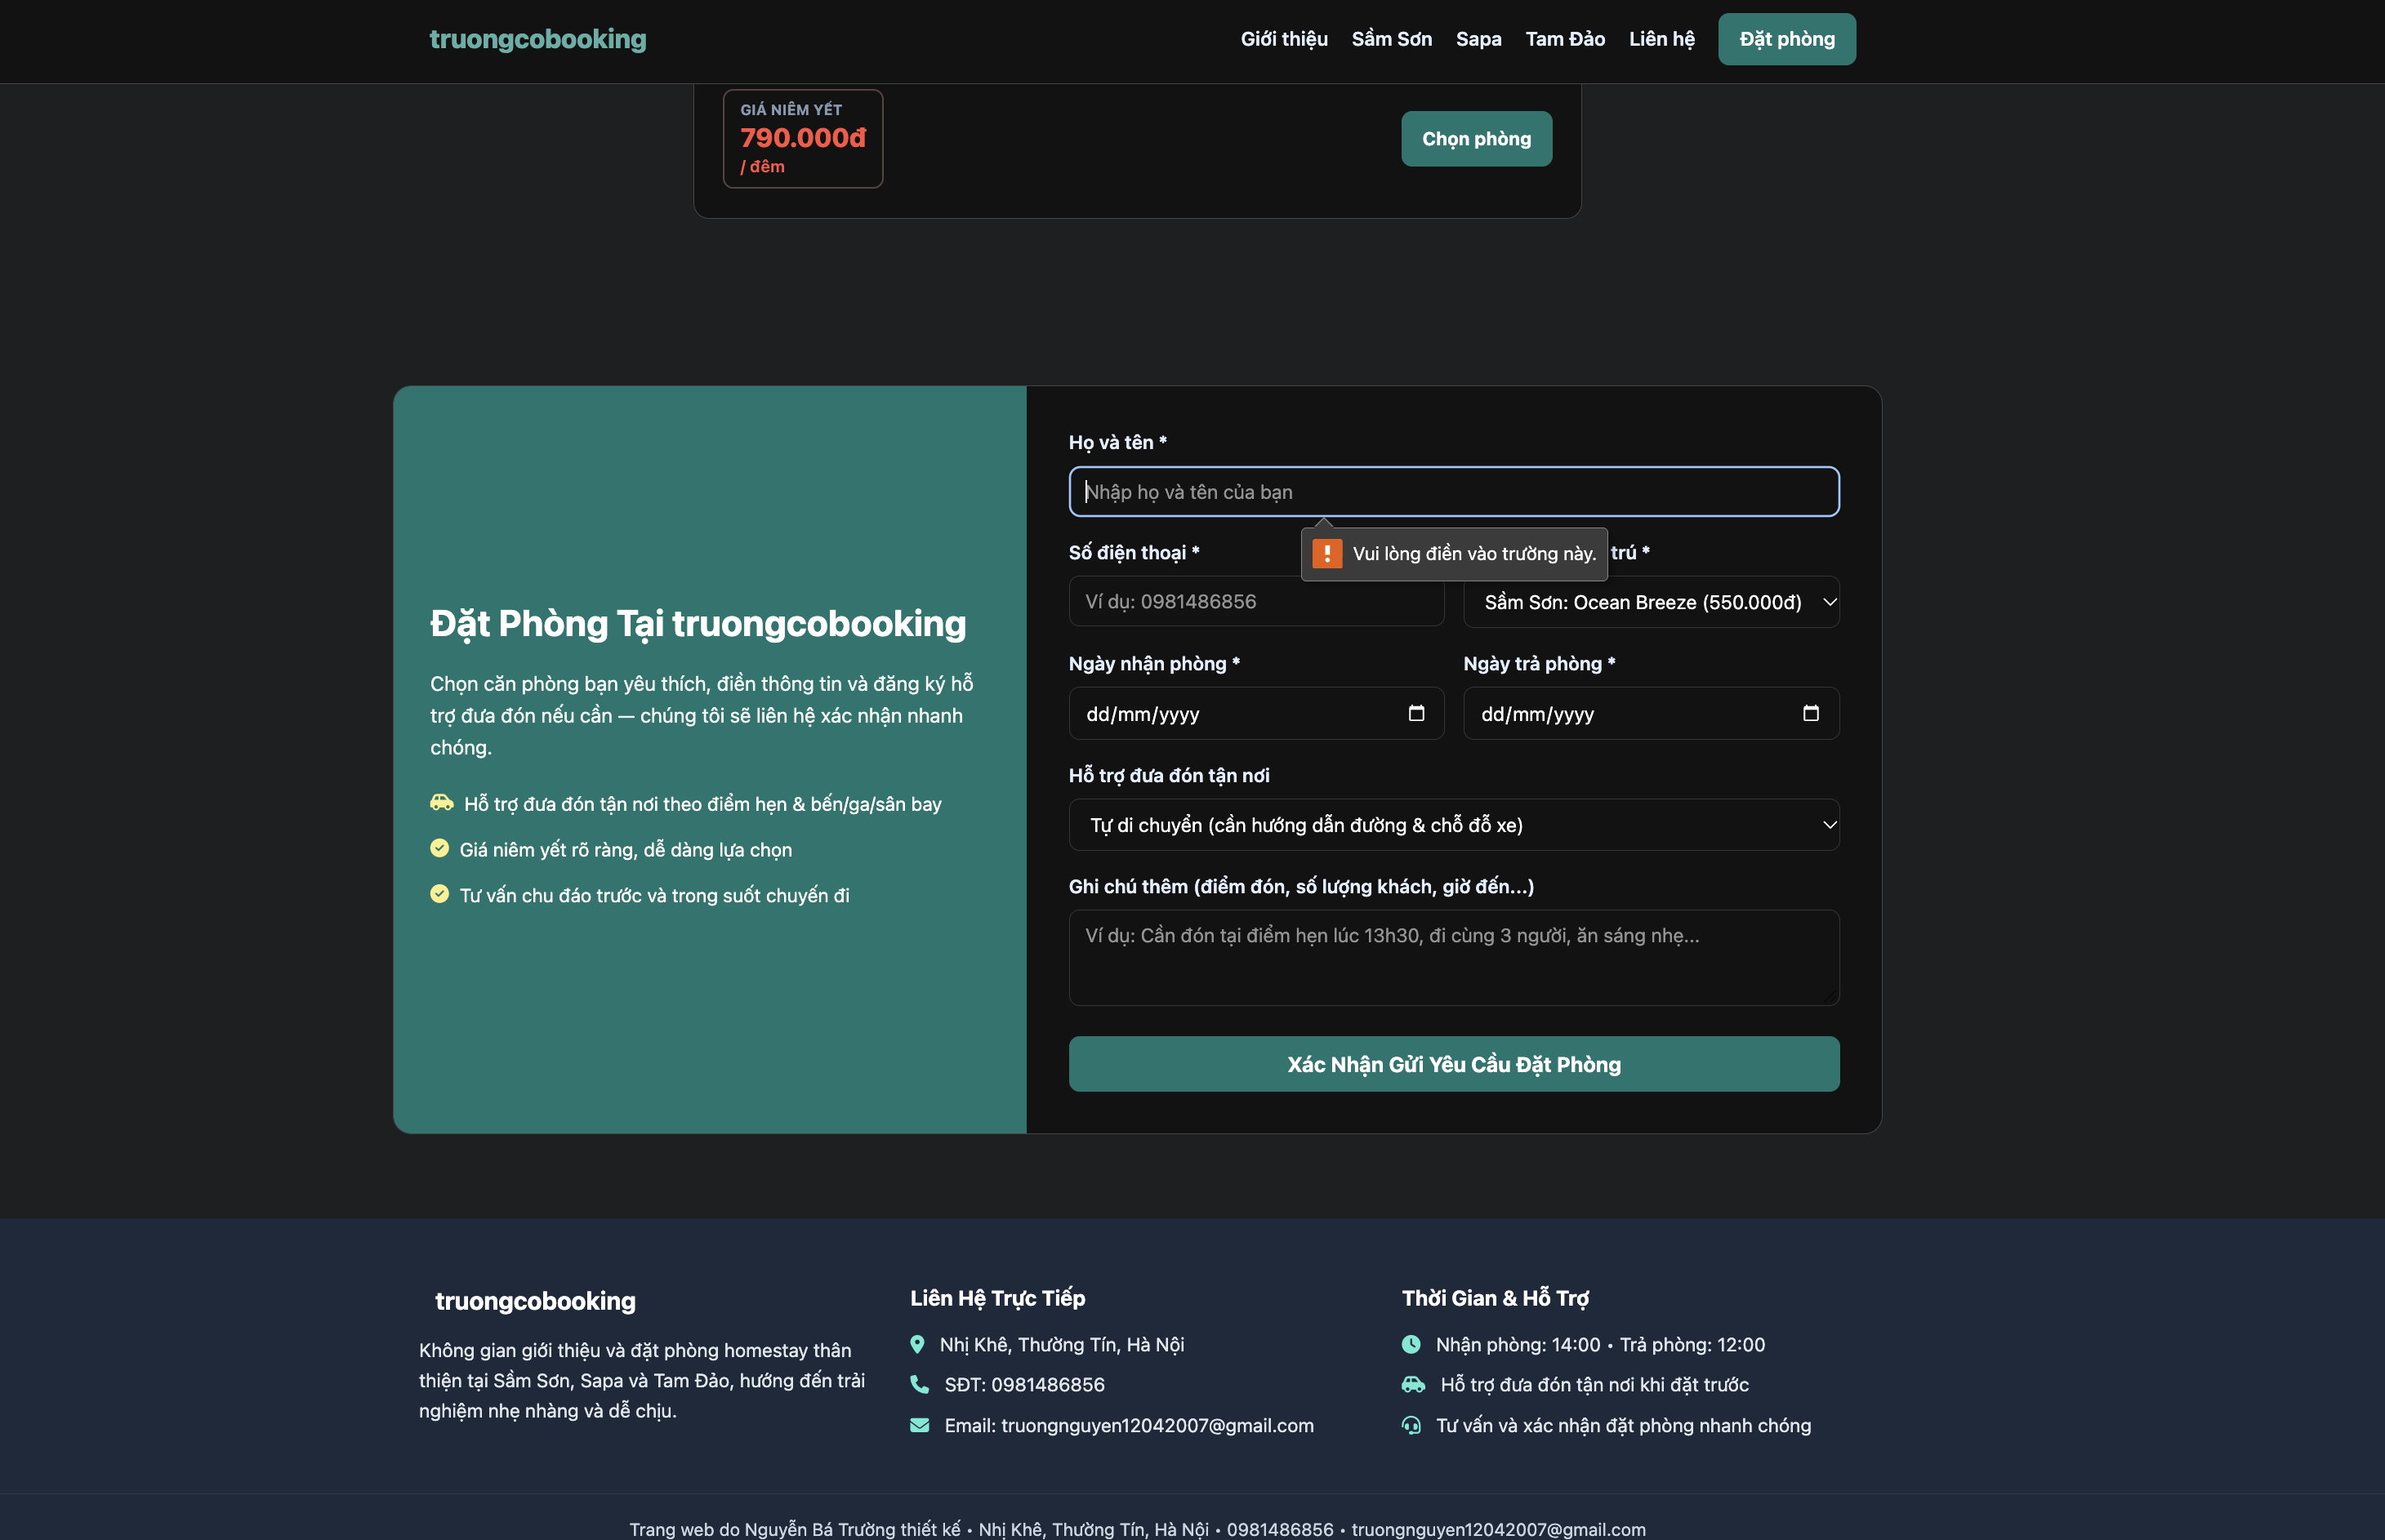 truongcobooking
Giới thiệu Sầm Sơn Sapa Tam Đảo Liên hệ Đặt phòng
GIÁ NIÊM YẾT
790.000đ
/ đêm
Chọn phòng
Đặt Phòng Tại truongcobooking
Chọn căn phòng bạn yêu thích, điền thông tin và đăng ký hỗ
trợ đưa đón nếu cần — chúng tôi sẽ liên hệ xác nhận nhanh
chóng.
Hỗ trợ đưa đón tận nơi theo điểm hẹn & bến/ga/sân bay
Giá niêm yết rõ ràng, dễ dàng lựa chọn
Tư vấn chu đáo trước và trong suốt chuyến đi
Họ và tên *
Nhập họ và tên của bạn
Vui lòng điền vào trường này.
Số điện thoại *
trú *
Ví dụ: 0981486856
Sầm Sơn: Ocean Breeze (550.000đ)
Ngày nhận phòng *
Ngày trả phòng *
dd/mm/yyyy
dd/mm/yyyy
Hỗ trợ đưa đón tận nơi
Tự di chuyển (cần hướng dẫn đường & chỗ đỗ xe)
Ghi chú thêm (điểm đón, số lượng khách, giờ đến...)
Ví dụ: Cần đón tại điểm hẹn lúc 13h30, đi cùng 3 người, ăn sáng nhẹ...
Xác Nhận Gửi Yêu Cầu Đặt Phòng
truongcobooking
Không gian giới thiệu và đặt phòng homestay thân
thiện tại Sầm Sơn, Sapa và Tam Đảo, hướng đến trải
nghiệm nhẹ nhàng và dễ chịu.
Liên Hệ Trực Tiếp
Nhị Khê, Thường Tín, Hà Nội
SĐT: 0981486856
Email: truongnguyen12042007@gmail.com
Thời Gian & Hỗ Trợ
Nhận phòng: 14:00 • Trả phòng: 12:00
Hỗ trợ đưa đón tận nơi khi đặt trước
Tư vấn và xác nhận đặt phòng nhanh chóng
Trang web do Nguyễn Bá Trường thiết kế • Nhị Khê, Thường Tín, Hà Nội • 0981486856 • truongnguyen12042007@gmail.com